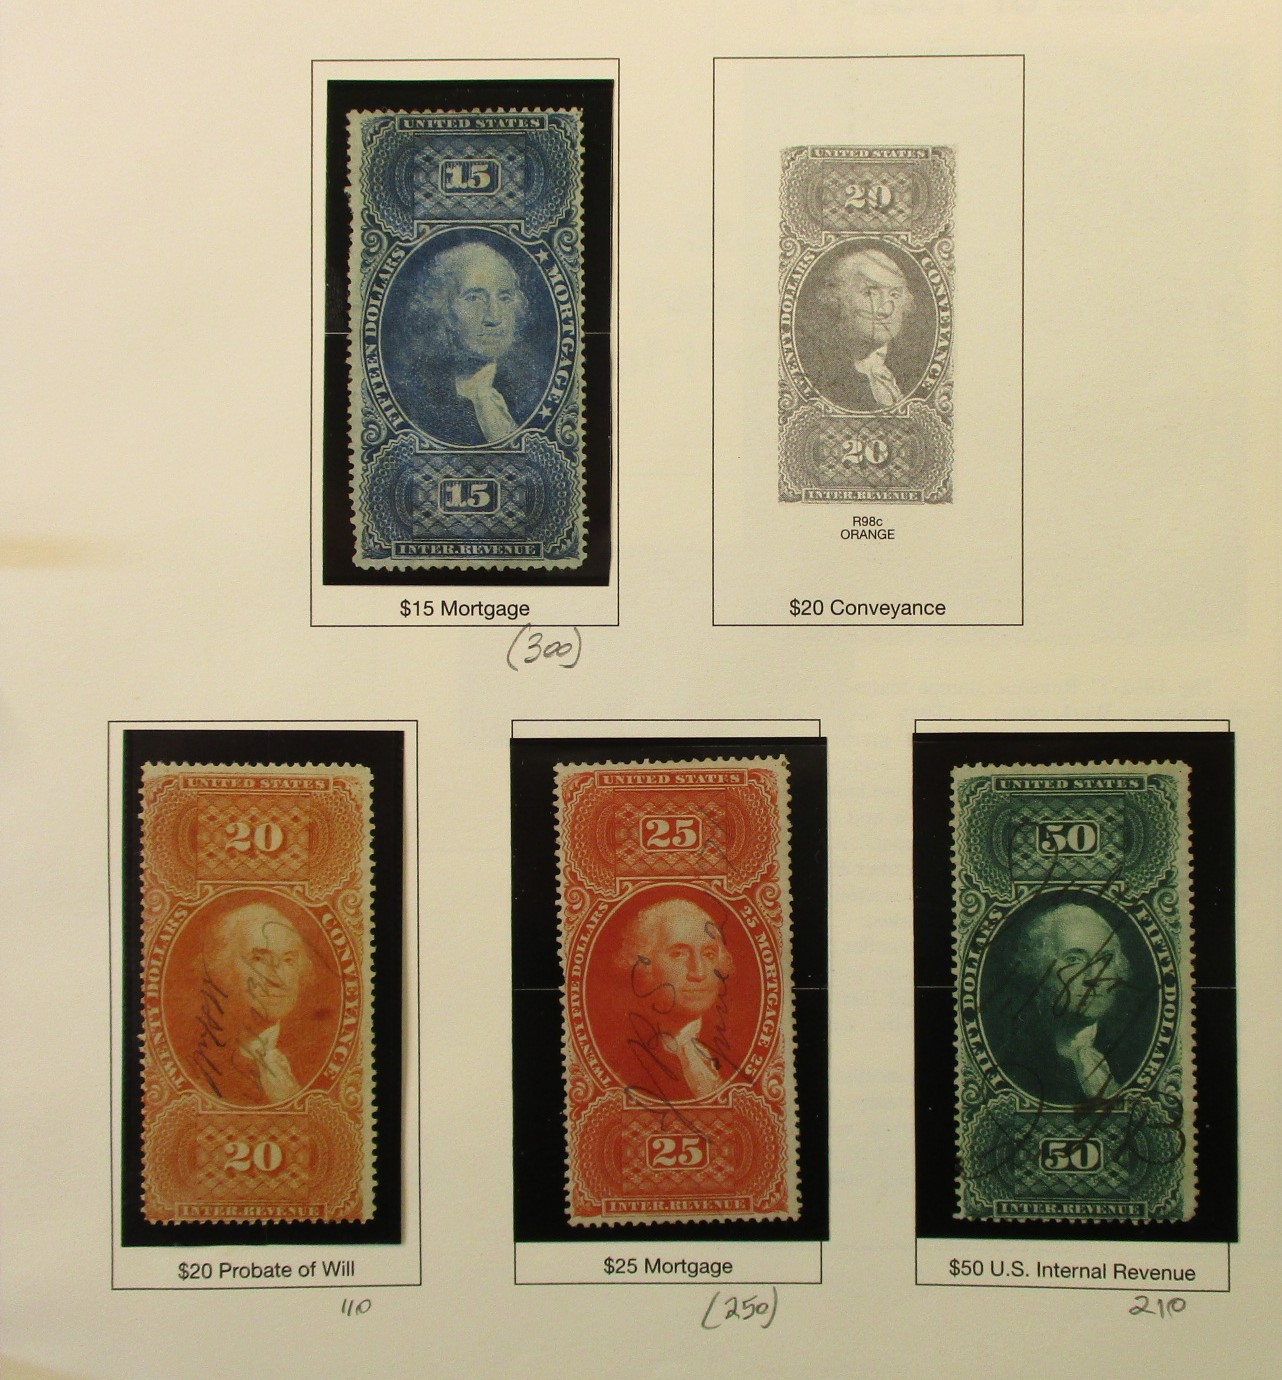 UNITED STATES
15
FIFTEEN DOLLARS
★ MORTGAGE ★
15
INTER.REVENUE
$15 Mortgage
(300)
UNITED STATES
20
TWENTY DOLLARS
CONVEYANCE
20
INTER.REVENUE
R98c
ORANGE
$20 Conveyance
UNITED STATES
20
TWENTY DOLLARS
CONVEYANCE
20
INTER.REVENUE
$20 Probate of Will
110
UNITED STATES
25
TWENTY FIVE DOLLARS
25 MORTGAGE 25
JBS
June 2
25
INTER.REVENUE
$25 Mortgage
(250)
UNITED STATES
50
FIFTY DOLLARS
FIFTY DOLLARS
50
INTER.REVENUE
$50 U.S. Internal Revenue
210